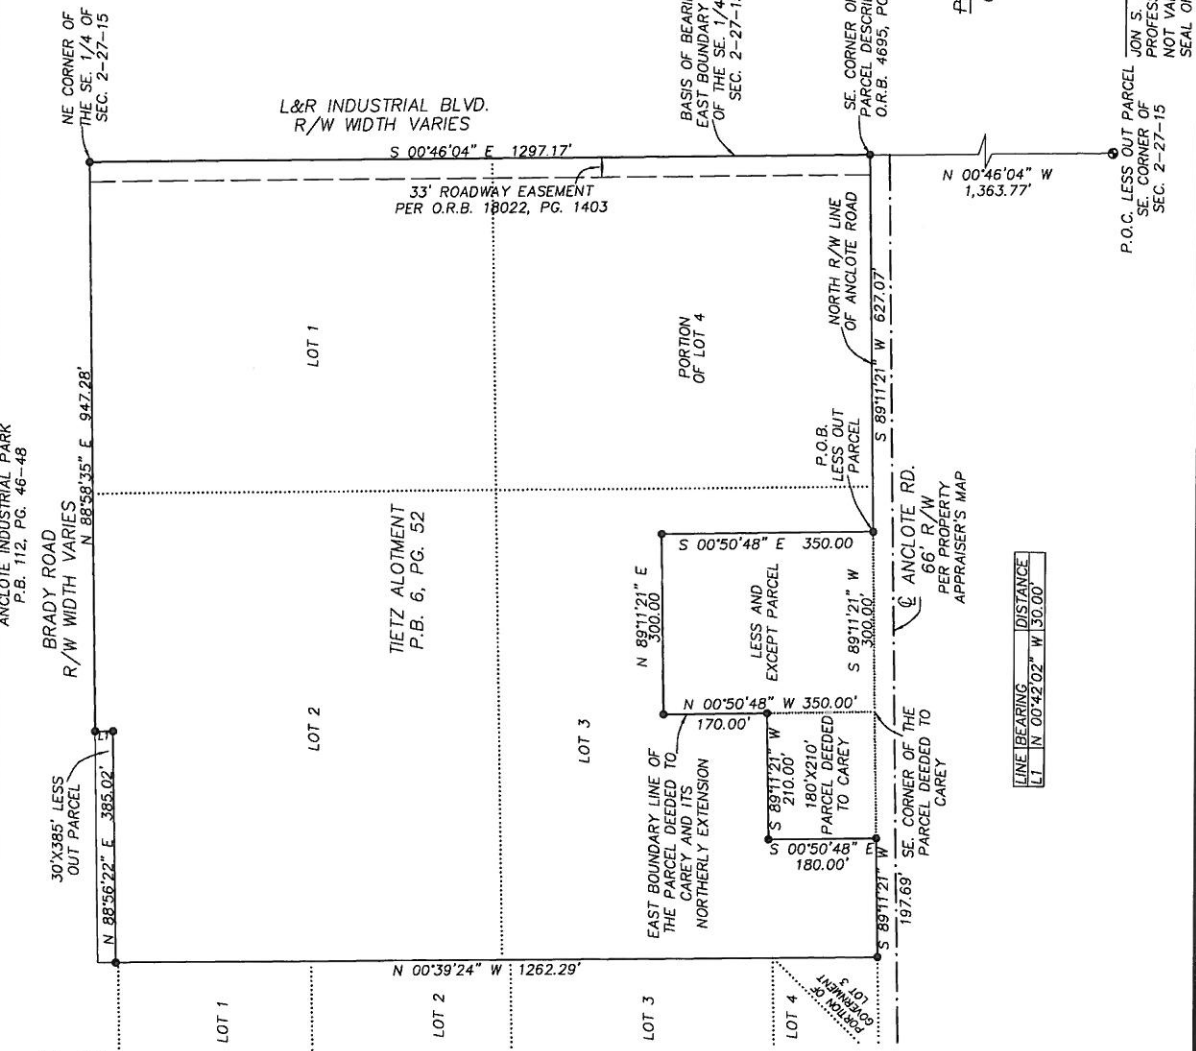 NE CORNER OF
THE SE. 1/4 OF
SEC. 2-27-15
L&R INDUSTRIAL BLVD.
R/W WIDTH VARIES
BASIS OF BEARI
EAST BOUNDARY
OF THE SE. 1/4
SEC. 2-27-1
SE. CORNER O
PARCEL DESCRI
O.R.B. 4695, PG
S 00°46'04" E 1297.17'
33' ROADWAY EASEMENT
PER O.R.B. 18022, PG. 1403
N 00°46'04" W
1,363.77'
P.O.C. LESS OUT PARCEL
SE. CORNER OF
SEC. 2-27-15
JON S.
PROFES
NOT VA
SEAL O
ANCLOTE INDUSTRIAL PARK
P.B. 112, PG. 46-48
BRADY ROAD
R/W WIDTH VARIES
N 88°58'35" E 947.28'
LOT 1
PORTION
OF LOT 4
NORTH R/W LINE
OF ANCLOTE ROAD
S 89°11'21" W 627.07'
P.O.B.
LESS OUT
PARCEL
TIETZ ALOTMENT
P.B. 6, PG. 52
S 00°50'48" E 350.00
N 89°11'21" E
300.00
LESS AND
EXCEPT PARCEL
S 89°11'21" W
300.00'
℄ ANCLOTE RD.
66' R/W
PER PROPERTY
APPRAISER'S MAP
30'X385' LESS
OUT PARCEL
L1
N 88°56'22" E 385.02'
LOT 2
LOT 3
N 00°50'48" W 350.00'
170.00'
EAST BOUNDARY LINE OF
THE PARCEL DEEDED TO
CAREY AND ITS
NORTHERLY EXTENSION
S 89°11'21" W
210.00'
180'X210'
PARCEL DEEDED
TO CAREY
S 00°50'48" E
180.00'
SE. CORNER OF THE
PARCEL DEEDED TO
CAREY
S 89°11'21" W
197.69'
N 00°39'24" W 1262.29'
LOT 1
LOT 2
LOT 3
LOT 4
PORTION OF
GOVERNMENT
LOT 3
LINE BEARING DISTANCE
L1 N 00°42'02" W 30.00'